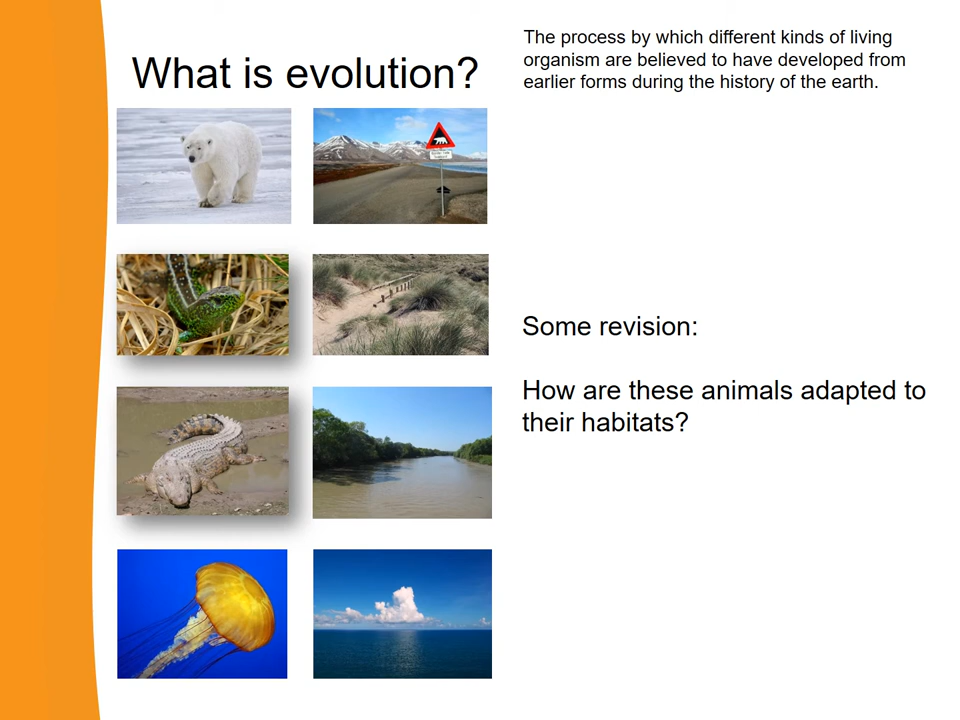 What is evolution?
The process by which different kinds of living
organism are believed to have developed from
earlier forms during the history of the earth.
Some revision:
How are these animals adapted to
their habitats?